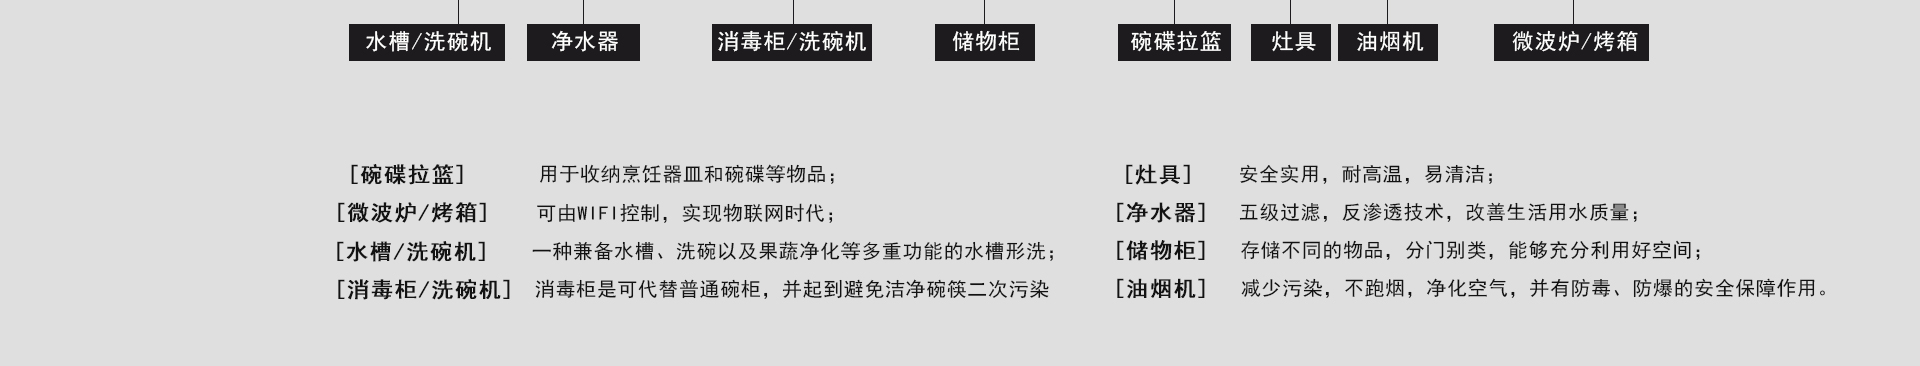 水槽/洗碗机 净水器 消毒柜/洗碗机 储物柜 碗碟拉篮 灶具 油烟机 微波炉/烤箱
[碗碟拉篮] 用于收纳烹饪器皿和碗碟等物品；
[微波炉/烤箱] 可由WIFI控制，实现物联网时代；
[水槽/洗碗机] 一种兼备水槽、洗碗以及果蔬净化等多重功能的水槽形洗；
[消毒柜/洗碗机] 消毒柜是可代替普通碗柜，并起到避免洁净碗筷二次污染
[灶具] 安全实用，耐高温，易清洁；
[净水器] 五级过滤，反渗透技术，改善生活用水质量；
[储物柜] 存储不同的物品，分门别类，能够充分利用好空间；
[油烟机] 减少污染，不跑烟，净化空气，并有防毒、防爆的安全保障作用。